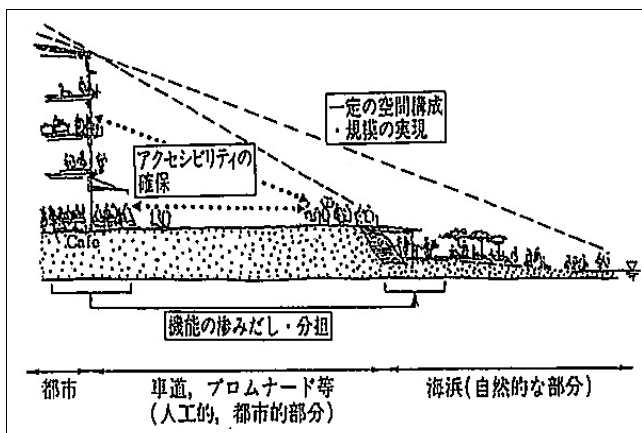 一定の空間構成
・規模の実現
アクセシビリティの
確保
Cafe
機能の滲みだし・分担
都市
車道,プロムナード等
(人工的,都市的部分)
海浜(自然的な部分)